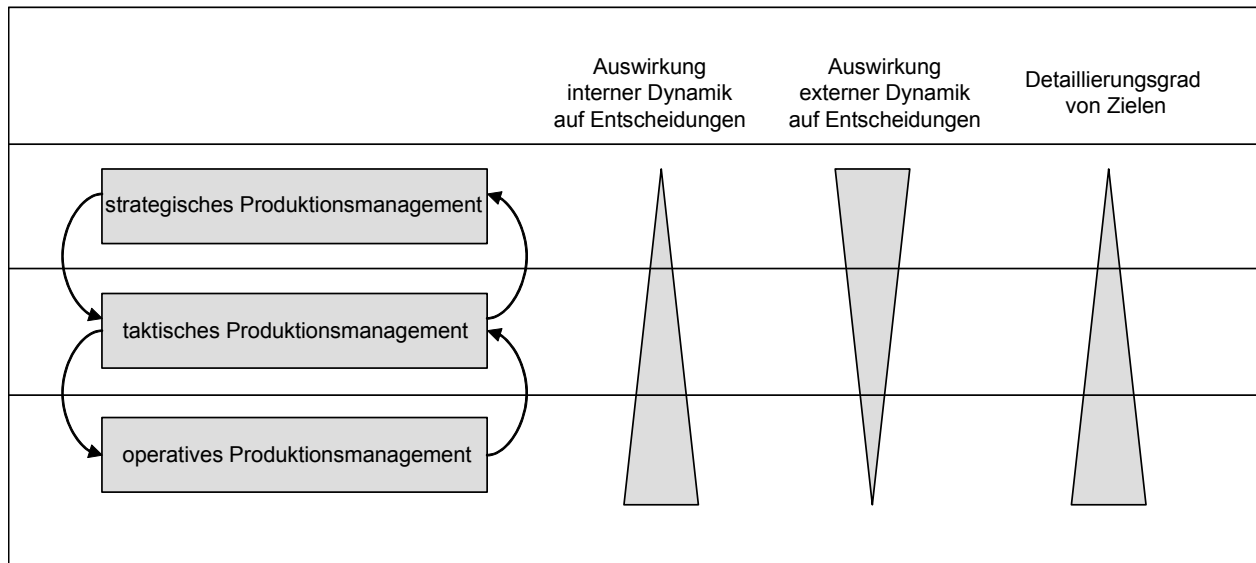 Auswirkung
interner Dynamik
auf Entscheidungen
Auswirkung
externer Dynamik
auf Entscheidungen
Detaillierungsgrad
von Zielen
strategisches Produktionsmanagement
taktisches Produktionsmanagement
operatives Produktionsmanagement